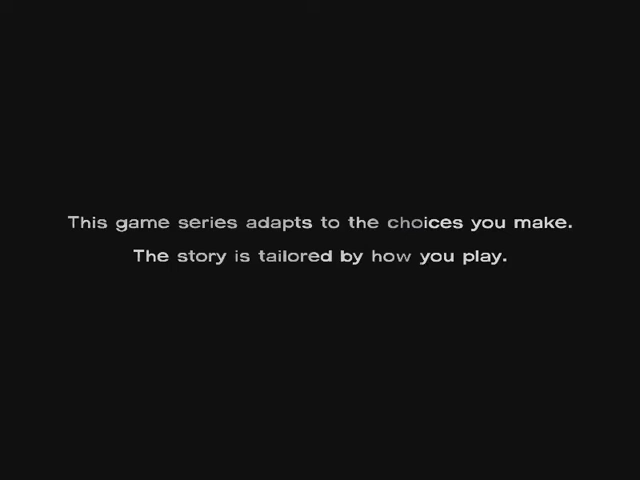 This game series adapts to the choices you make.
The story is tailored by how you play.